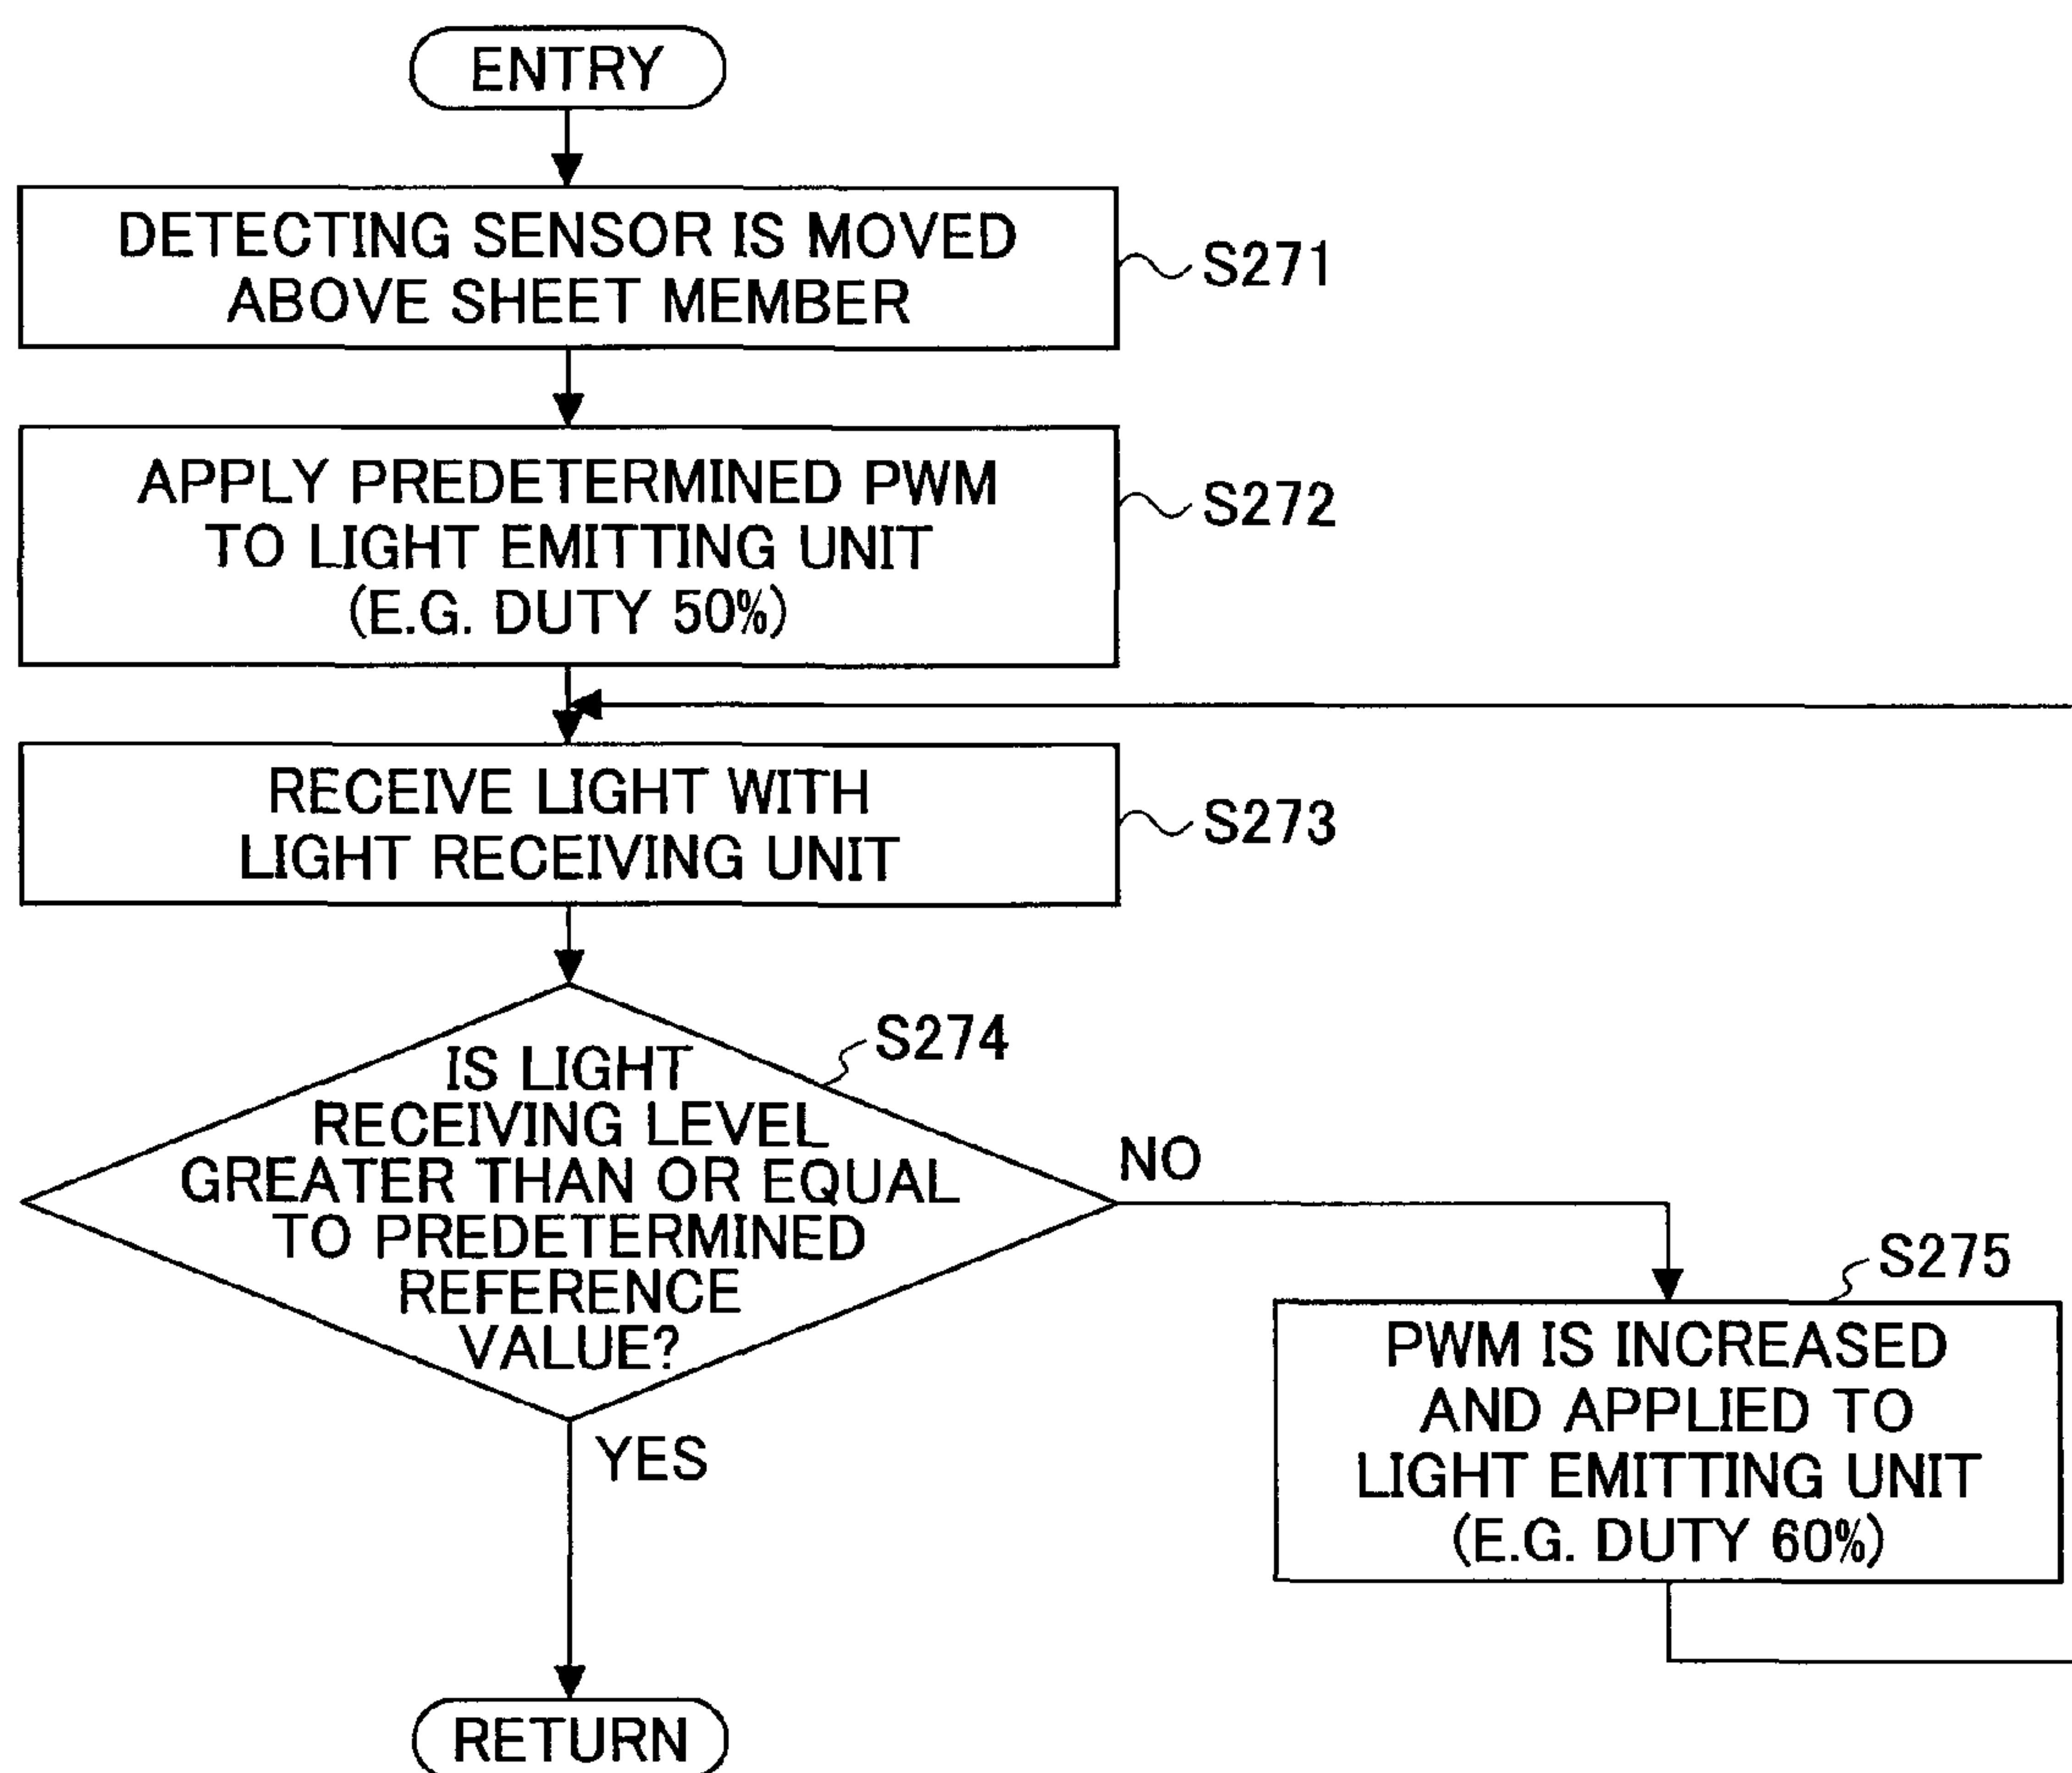 ENTRY
DETECTING SENSOR IS MOVED
ABOVE SHEET MEMBER
S271
APPLY PREDETERMINED PWM
TO LIGHT EMITTING UNIT
(E.G. DUTY 50%)
S272
RECEIVE LIGHT WITH
LIGHT RECEIVING UNIT
S273
S274
IS LIGHT
RECEIVING LEVEL
GREATER THAN OR EQUAL
TO PREDETERMINED
REFERENCE
VALUE?
NO
S275
PWM IS INCREASED
AND APPLIED TO
LIGHT EMITTING UNIT
(E.G. DUTY 60%)
YES
RETURN